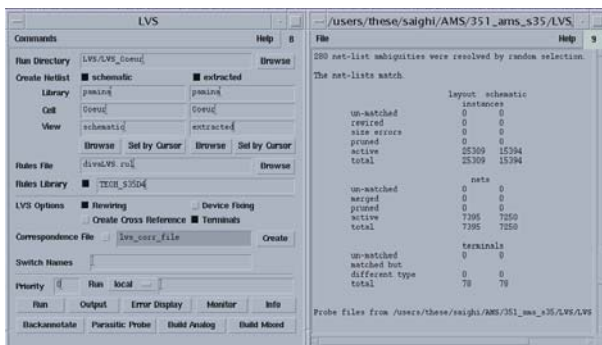 LVS
Commands Help 8
Run Directory LVS/LVS_Coeur Browse
Create Netlist schematic extracted
Library pamina pamina
Cell Coeur Coeur
View schematic extracted
Browse Sel by Cursor Browse Sel by Cursor
Rules File divaLVS.rul Browse
Rules Library TECH_S35D4
LVS Options Rewiring Device Fixing
Create Cross Reference Terminals
Correspondence File lvs_corr_file Create
Switch Names
Priority 0 Run local
Run Output Error Display Monitor Info
Backannotate Parasitic Probe Build Analog Build Mixed
/users/these/saighi/AMS/351_ams_s35/LVS
File Help 9
280 net-list ambiguities were resolved by random selection.
The net-lists match.
layout schematic
instances
un-matched 0 0
rewired 0 0
size errors 0 0
pruned 0 0
active 25309 15394
total 25309 15394
nets
un-matched 0 0
merged 0 0
pruned 0 0
active 7395 7250
total 7395 7250
terminals
un-matched 0 0
matched but
different type 0 0
total 78 78
Probe files from /users/these/saighi/AMS/351_ams_s35/LVS/LVS